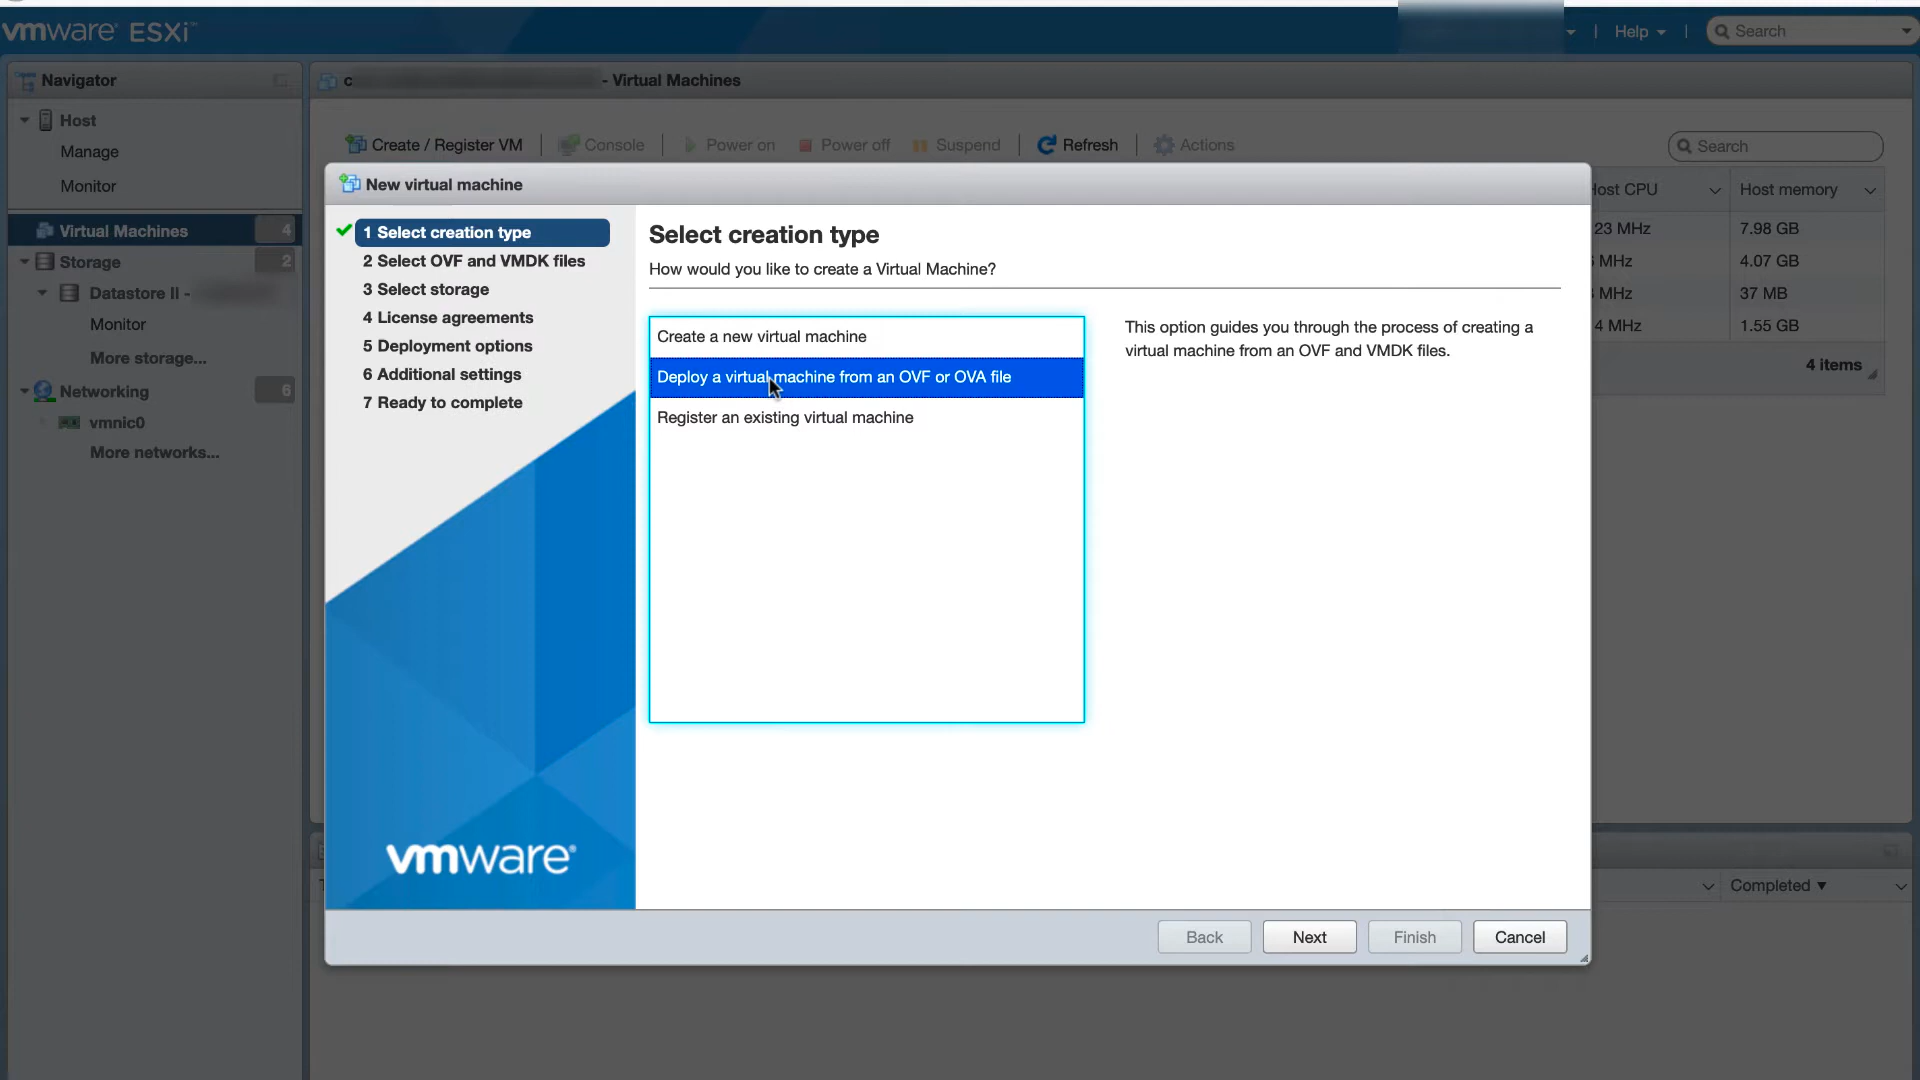 vmware ESXi™
Help
Search
Navigator
Host
Manage
Monitor
Virtual Machines 4
Storage 2
Datastore II -
Monitor
More storage...
Networking 6
vmnic0
More networks...
- Virtual Machines
Create / Register VM
Console
Power on
Power off
Suspend
Refresh
Actions
Search
Host CPU
Host memory
23 MHz
7.98 GB
MHz
4.07 GB
MHz
37 MB
4 MHz
1.55 GB
4 items
New virtual machine
1 Select creation type
2 Select OVF and VMDK files
3 Select storage
4 License agreements
5 Deployment options
6 Additional settings
7 Ready to complete
vmware®
Select creation type
How would you like to create a Virtual Machine?
Create a new virtual machine
Deploy a virtual machine from an OVF or OVA file
Register an existing virtual machine
This option guides you through the process of creating a
virtual machine from an OVF and VMDK files.
Completed ▼
Back
Next
Finish
Cancel